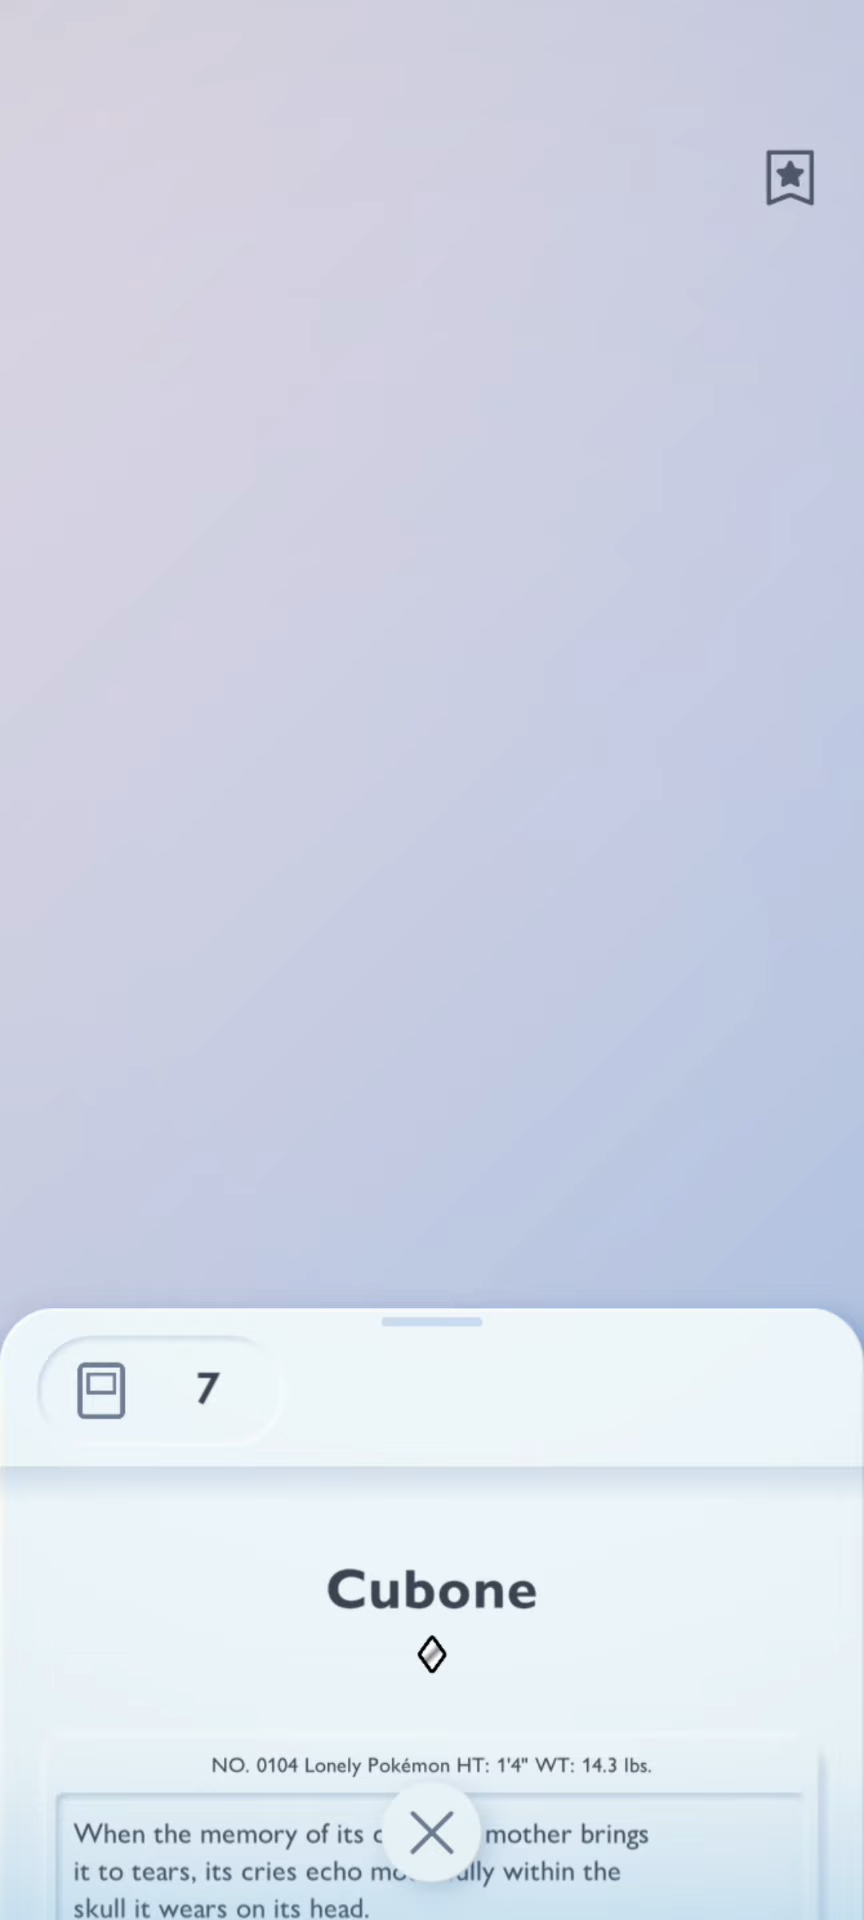 7
Cubone
NO. 0104 Lonely Pokémon HT: 1'4" WT: 14.3 lbs.
When the memory of its mother brings
it to tears, its cries echo within the
skull it wears on its head.